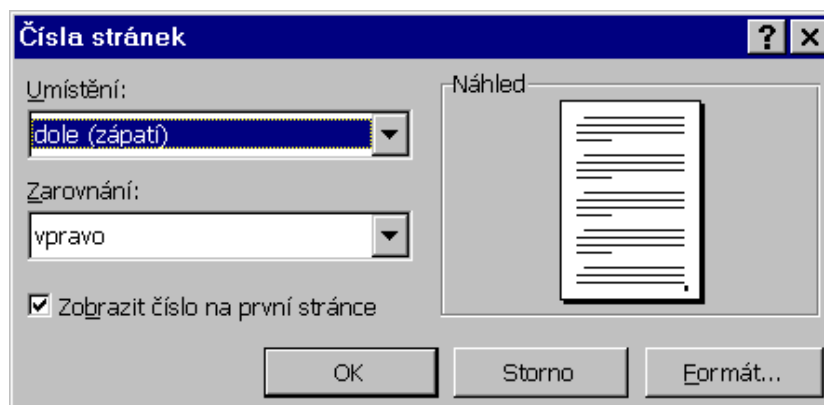 Čísla stránek
Umístění:
dole (zápatí)
Zarovnání:
vpravo
Zobrazit číslo na první stránce
Náhled
OK
Storno
Formát...